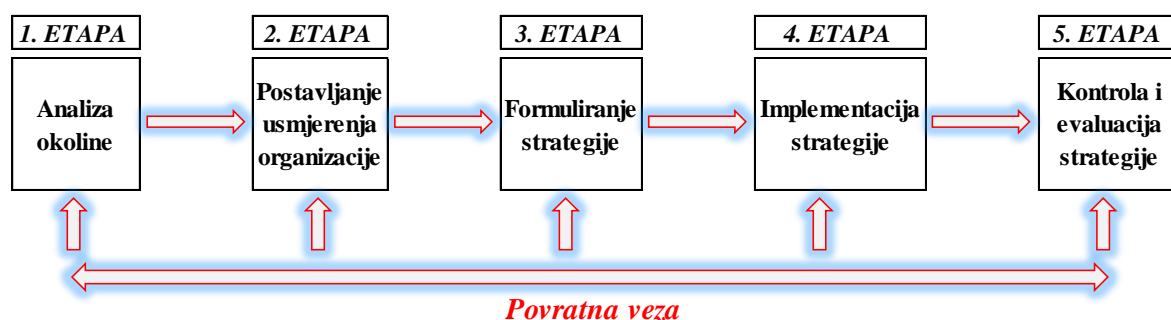 1. ETAPA
2. ETAPA
3. ETAPA
4. ETAPA
5. ETAPA
Analiza
okoline
Postavljanje
usmjerenja
organizacije
Formuliranje
strategije
Implementacija
strategije
Kontrola i
evaluacija
strategije
Povratna veza